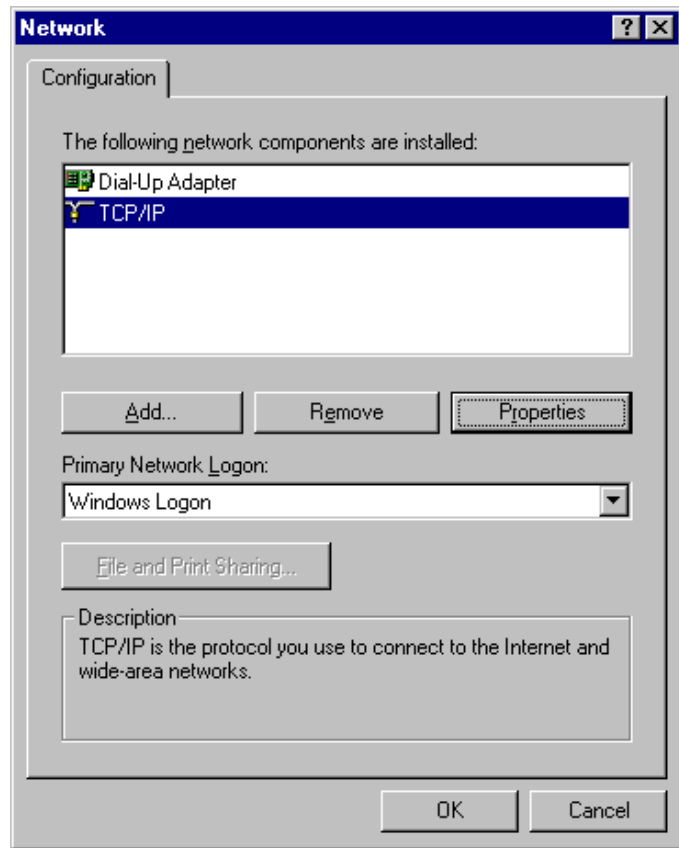 Network
Configuration
The following network components are installed:
Dial-Up Adapter
TCP/IP
Add... Remove Properties
Primary Network Logon:
Windows Logon
File and Print Sharing...
Description
TCP/IP is the protocol you use to connect to the Internet and
wide-area networks.
OK Cancel